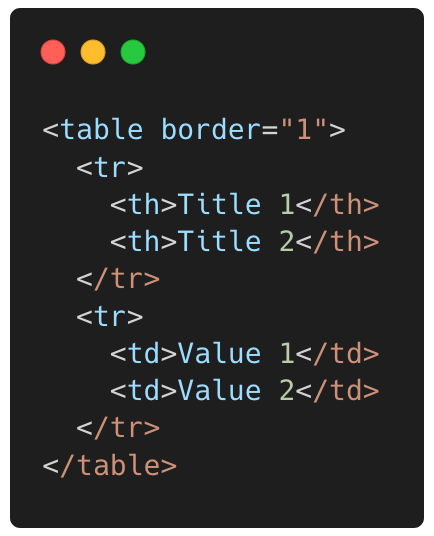 <table border="1">
  <tr>
    <th>Title 1</th>
    <th>Title 2</th>
  </tr>
  <tr>
    <td>Value 1</td>
    <td>Value 2</td>
  </tr>
</table>